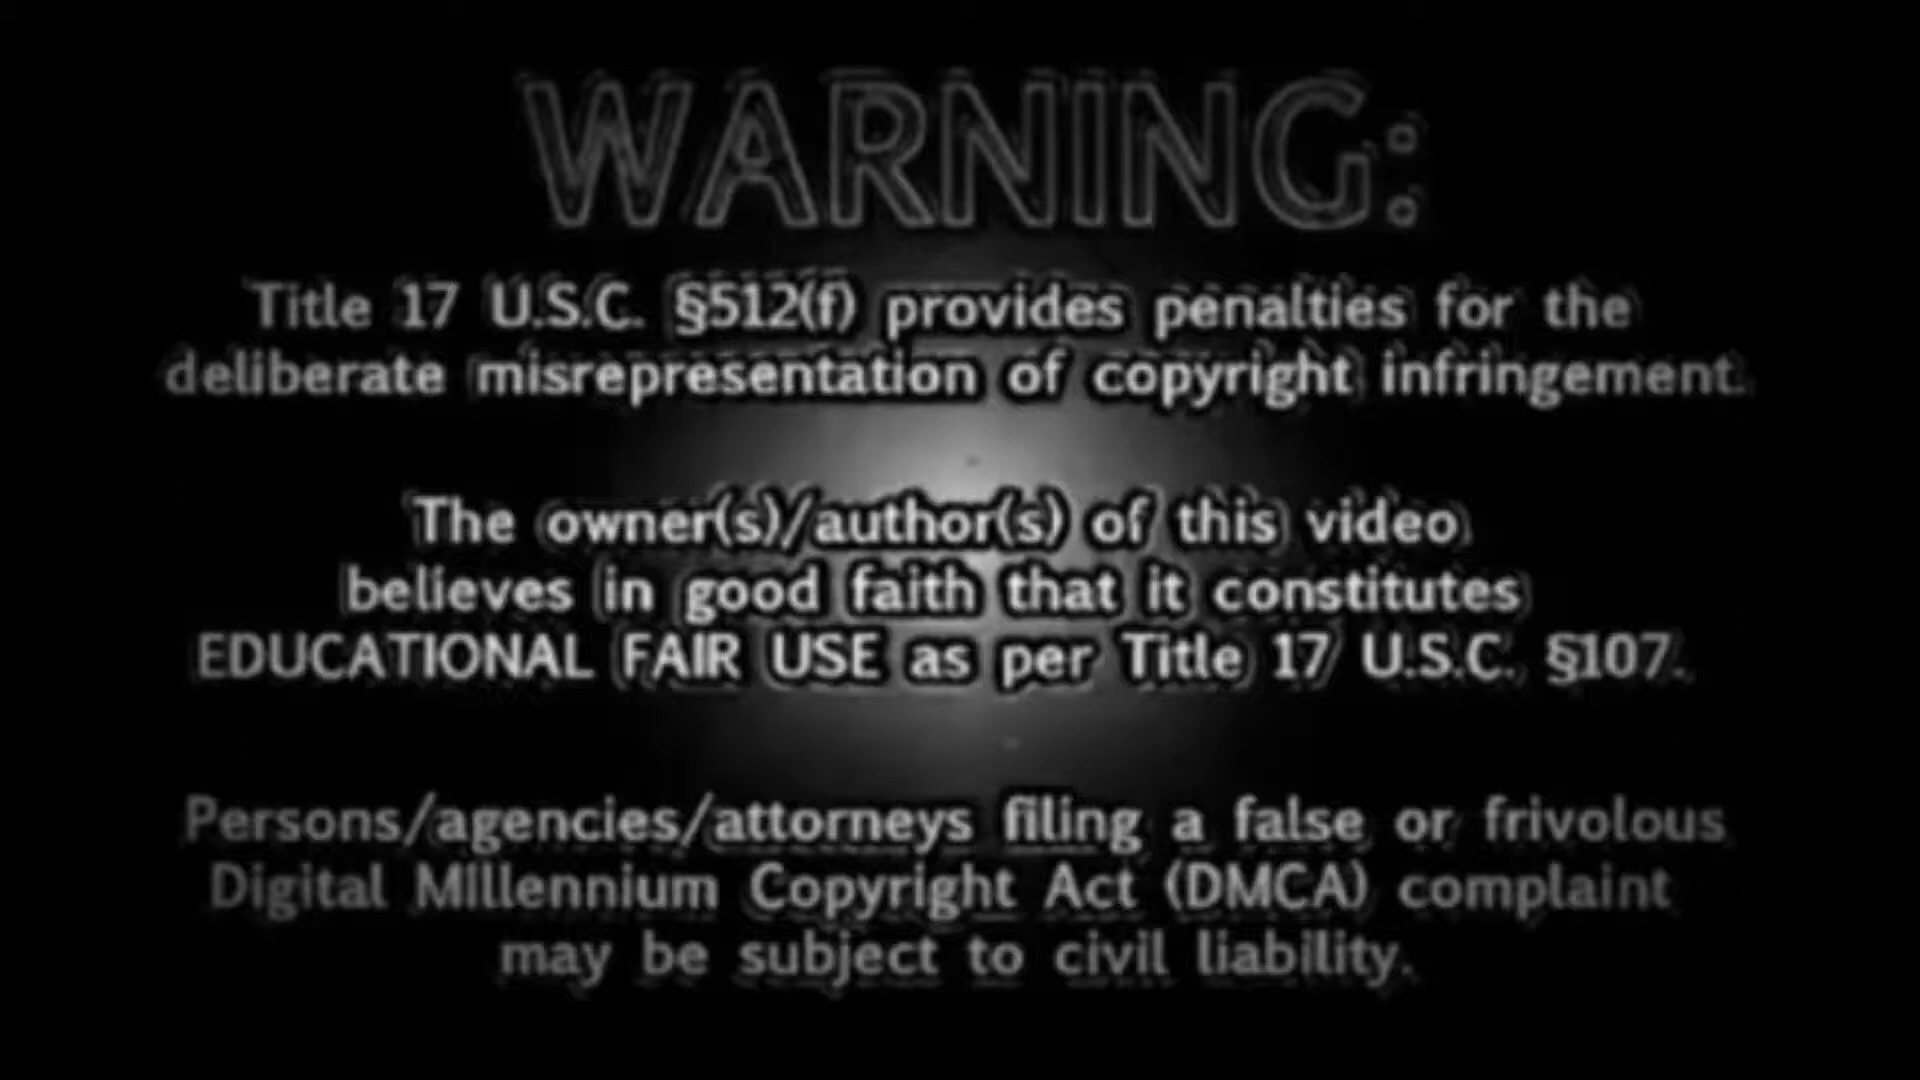 WARNING:
Title 17 U.S.C. §512(f) provides penalties for the
deliberate misrepresentation of copyright infringement.
The owner(s)/author(s) of this video
believes in good faith that it constitutes
EDUCATIONAL FAIR USE as per Title 17 U.S.C. §107.
Persons/agencies/attorneys filing a false or frivolous
Digital Millennium Copyright Act (DMCA) complaint
may be subject to civil liability.